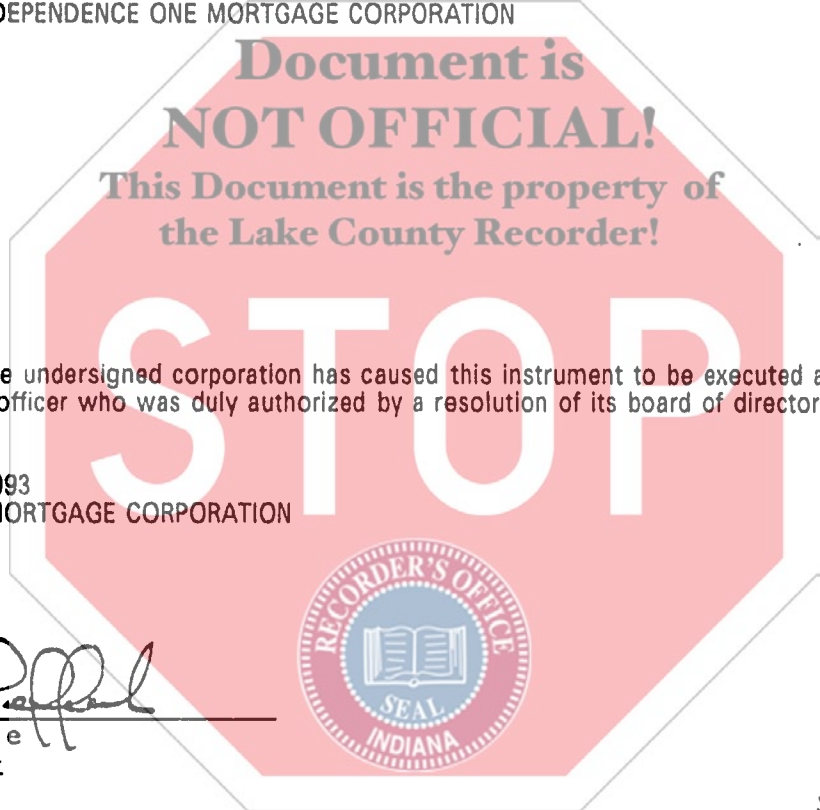 DEPENDENCE ONE MORTGAGE CORPORATION
Document is
NOT OFFICIAL!
This Document is the property of
the Lake County Recorder!
STOP
e undersigned corporation has caused this instrument to be executed a
officer who was duly authorized by a resolution of its board of director
93
MORTGAGE CORPORATION
RECORDER'S OFFICE
SEAL
INDIANA
e